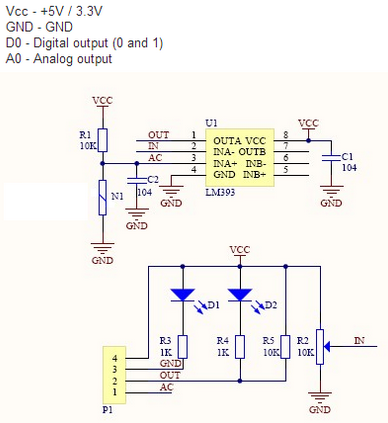 Vcc - +5V / 3.3V
GND - GND
D0 - Digital output (0 and 1)
A0 - Analog output
VCC
R1
10K
N1
GND
C2
104
GND
U1
OUT 1 OUTA VCC 8
IN 2 INA- OUTB 7
AC 3 INA+ INB- 6
4 GND INB+ 5
LM393
GND
VCC
C1
104
GND
VCC
D1
D2
R3
1K
R4
1K
R5
10K
R2
10K
IN
GND
4
3 GND
2 OUT
1 AC
P1